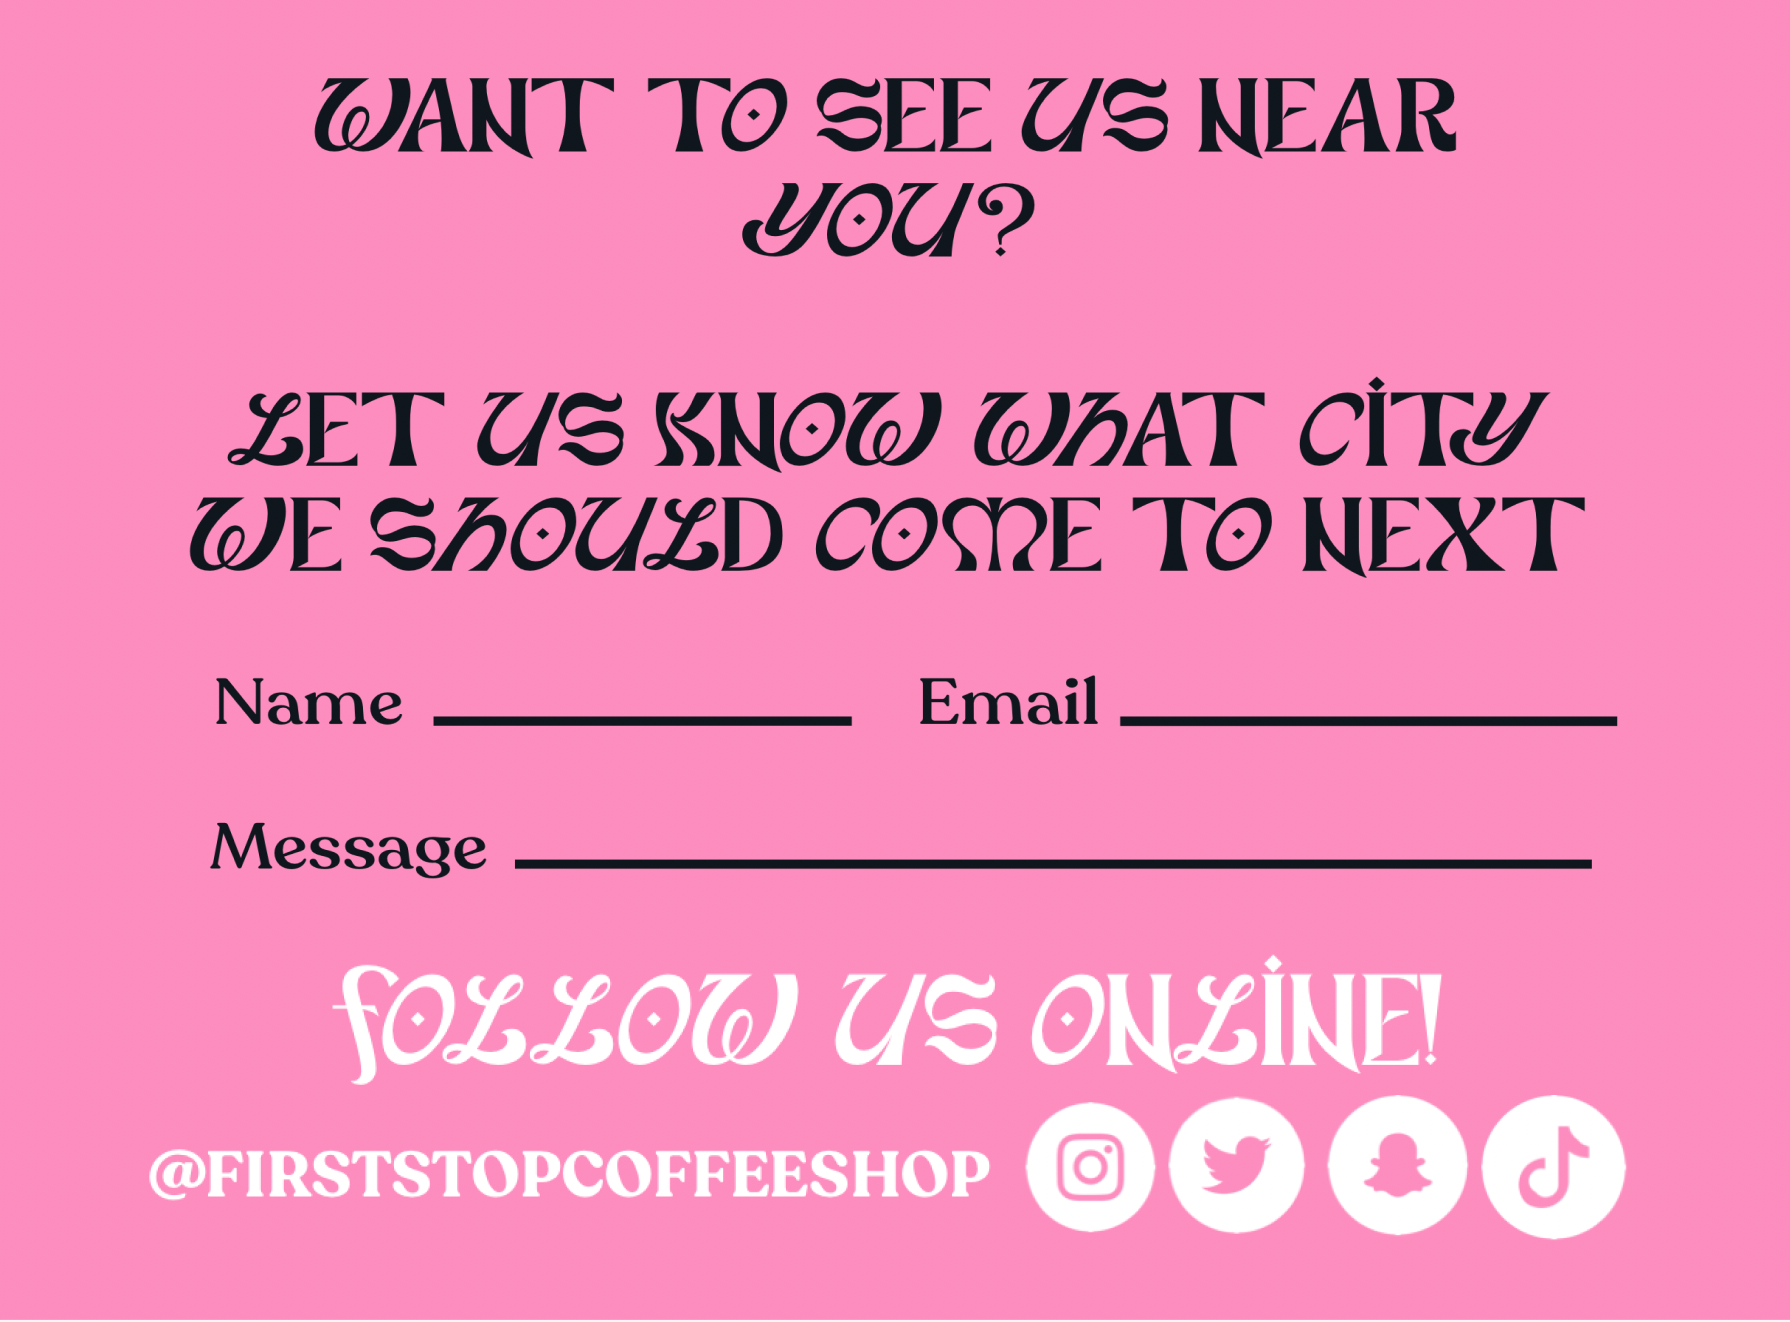 WANT TO SEE US NEAR
YOU?
LET US KNOW WHAT CITY
WE SHOULD COME TO NEXT
Name Email
Message
FOLLOW US ONLINE!
@FIRSTSTOPCOFFEESHOP